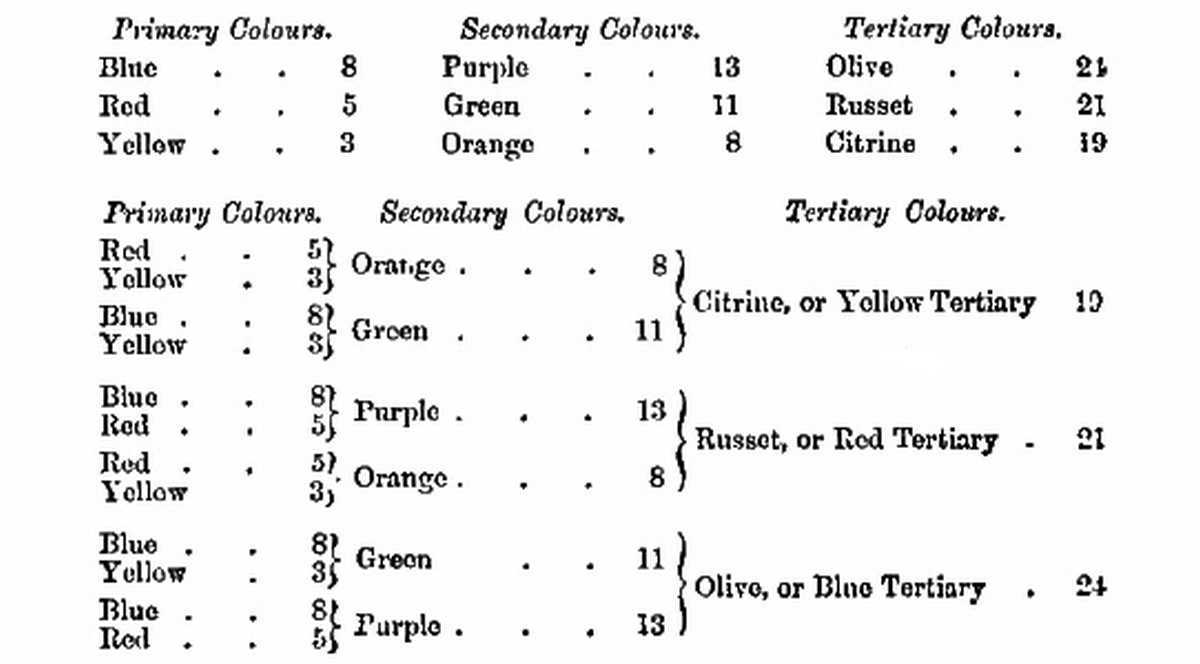 Primary Colours. Secondary Colours. Tertiary Colours.
Blue . . 8 Purple . . 13 Olive . . 24
Red . . 5 Green . . 11 Russet . . 21
Yellow . . 3 Orange . . 8 Citrine . . 19
Primary Colours. Secondary Colours. Tertiary Colours.
Red . . 5} Orange . . . 8
Yellow . 3}
Citrine, or Yellow Tertiary 19
Blue . . 8} Green . . . 11
Yellow . 3}
Blue . . 8} Purple . . . 13
Red . . 5}
Russet, or Red Tertiary . 21
Red . . 5} Orange . . . 8
Yellow 3}
Blue . . 8} Green . . 11
Yellow . 3}
Olive, or Blue Tertiary . 24
Blue . . 8} Purple . . . 13
Red . . 5}